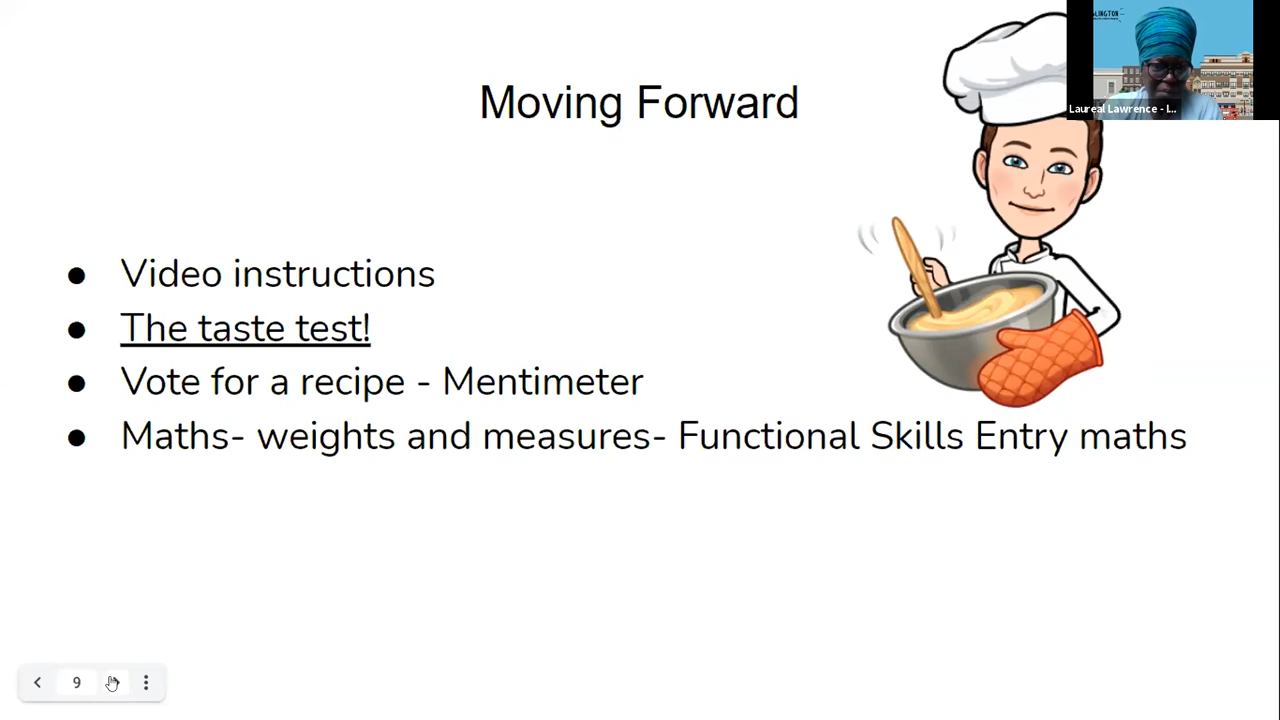 Moving Forward
Laureal Lawrence - I...
● Video instructions
● The taste test!
● Vote for a recipe - Mentimeter
● Maths- weights and measures- Functional Skills Entry maths
9